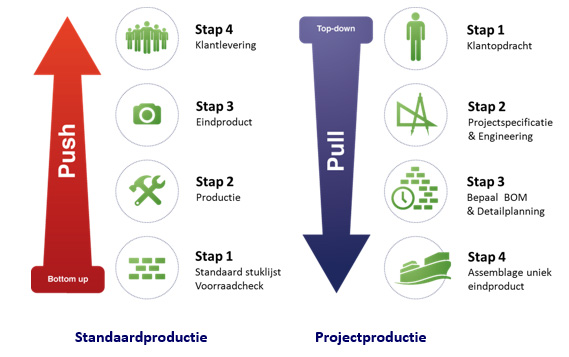 Push
Bottom up
Stap 4
Klantlevering
Stap 3
Eindproduct
Stap 2
Productie
Stap 1
Standaard stuklijst
Voorraadcheck
Standaardproductie
Top-down
Pull
Stap 1
Klantopdracht
Stap 2
Projectspecificatie
& Engineering
Stap 3
Bepaal BOM
& Detailplanning
Stap 4
Assemblage uniek
eindproduct
Projectproductie